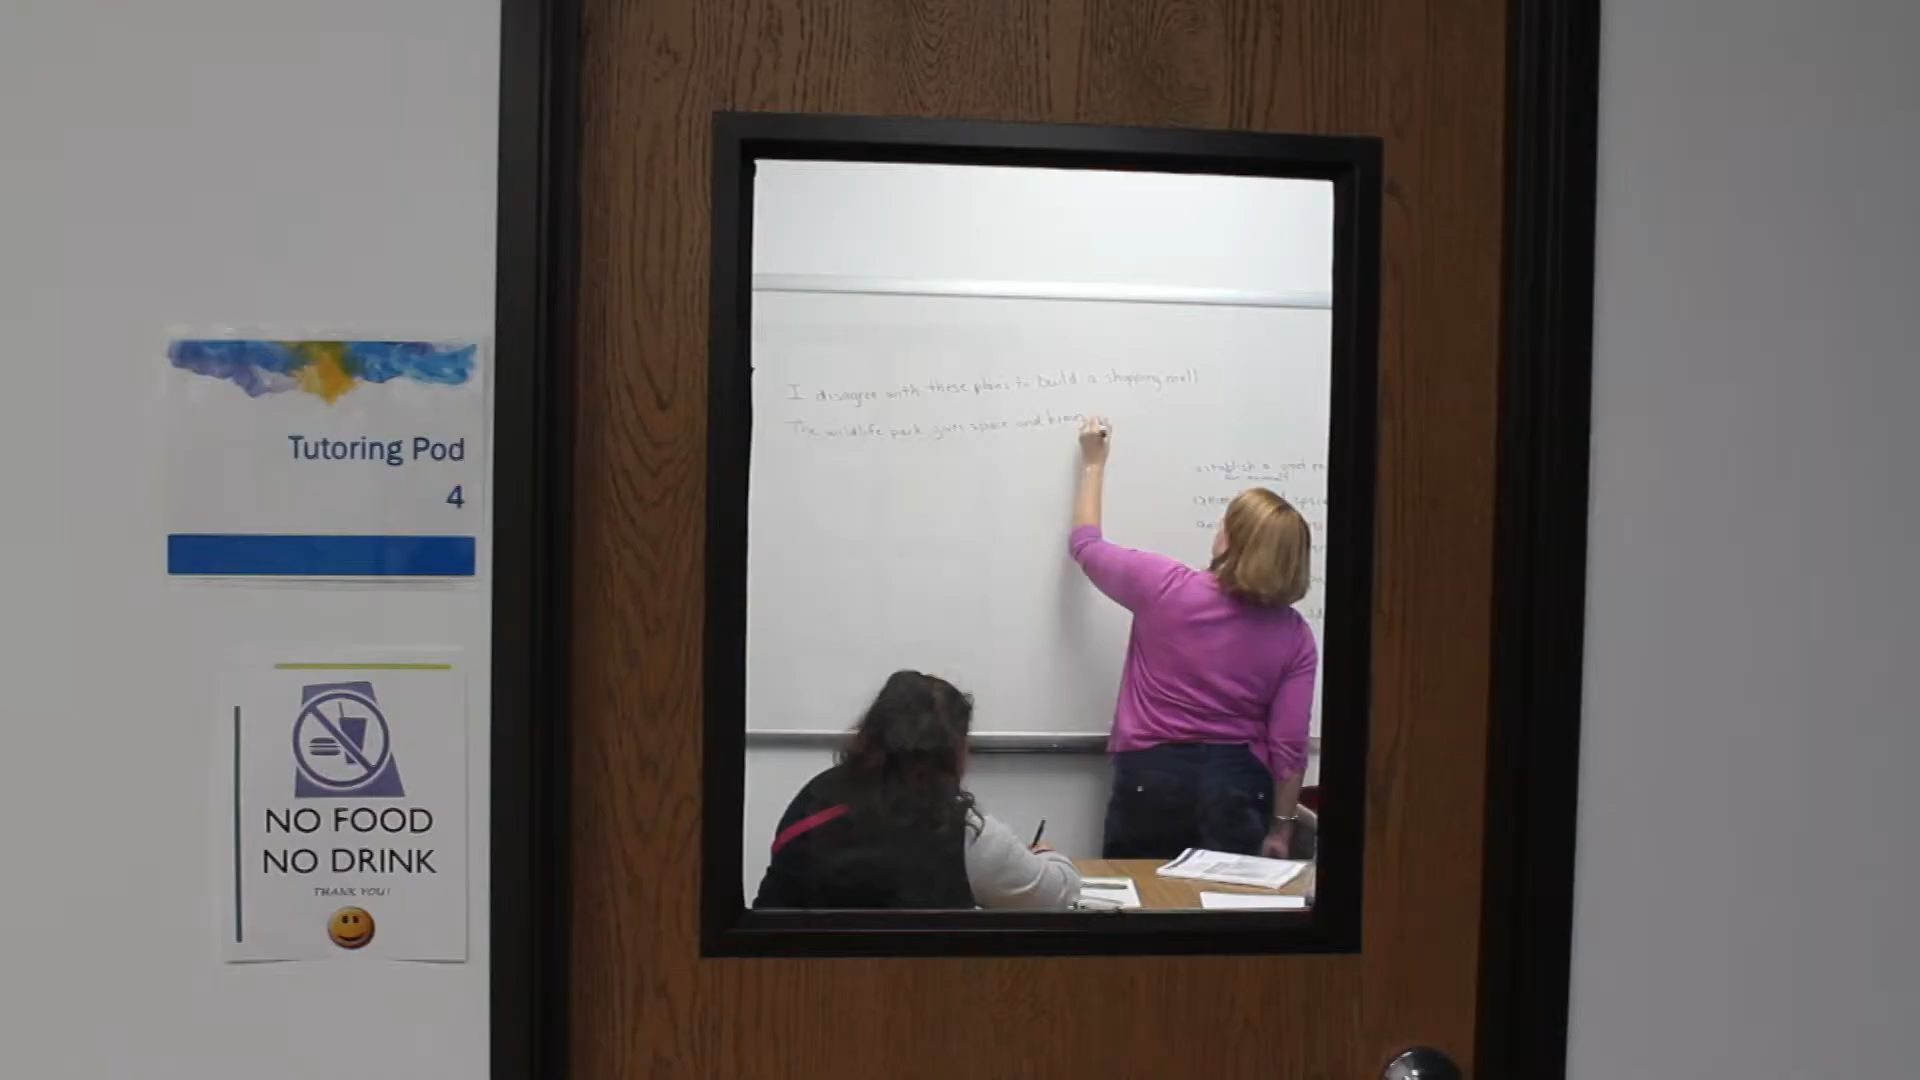 Tutoring Pod
4
NO FOOD
NO DRINK
THANK YOU!
I disagree with these plans to build a shopping mall
The wildlife park gives space and
establish a